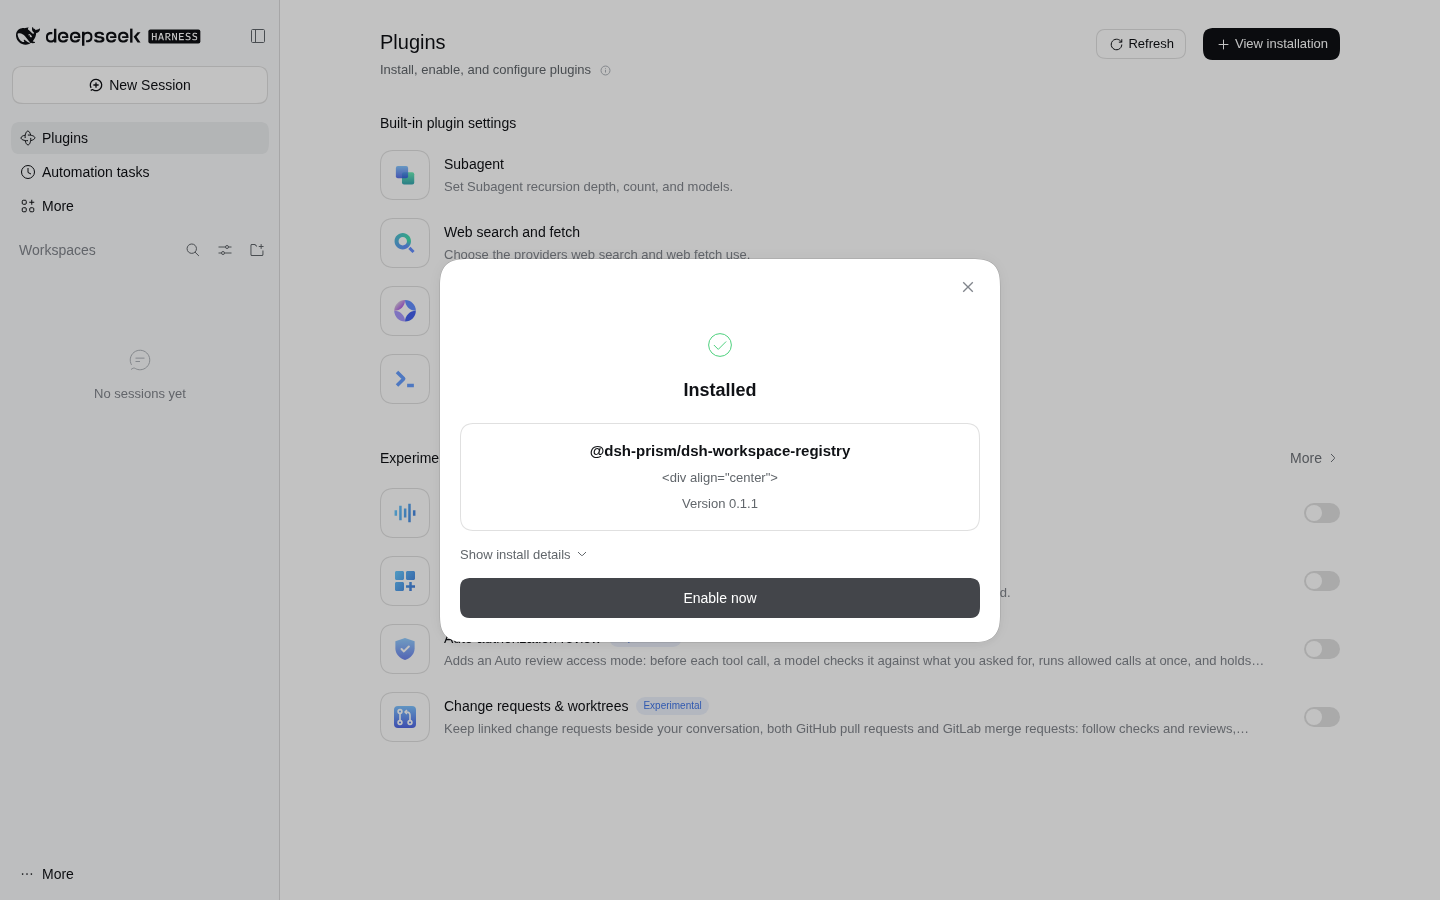 deepseek HARNESS
New Session
Plugins
Automation tasks
More
Workspaces
No sessions yet
More
Plugins
Install, enable, and configure plugins
Refresh
View installation
Built-in plugin settings
Subagent
Set Subagent recursion depth, count, and models.
Web search and fetch
Choose the providers web search and web fetch use.
Installed
@dsh-prism/dsh-workspace-registry
<div align="center">
Version 0.1.1
Show install details
Enable now
Experime
More
d.
Adds an Auto review access mode: before each tool call, a model checks it against what you asked for, runs allowed calls at once, and holds…
Change requests & worktrees Experimental
Keep linked change requests beside your conversation, both GitHub pull requests and GitLab merge requests: follow checks and reviews,…